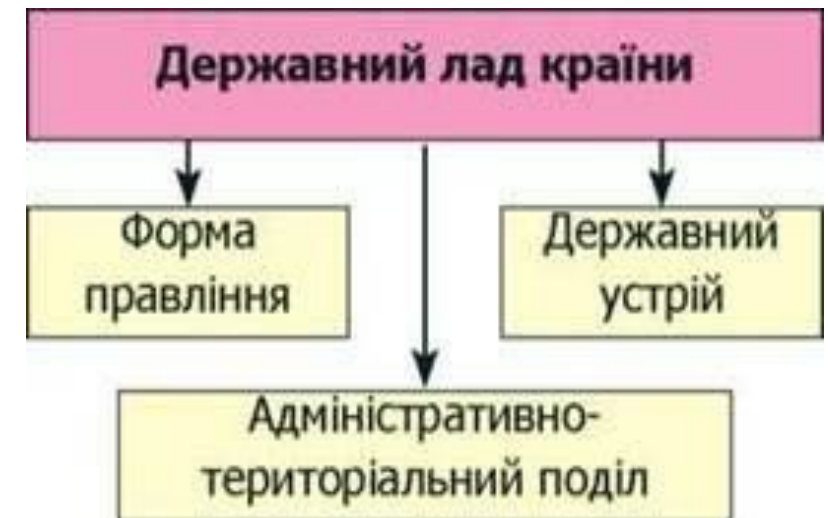 Державний лад країни
Форма
правління
Державний
устрій
Адміністративно-
територіальний поділ